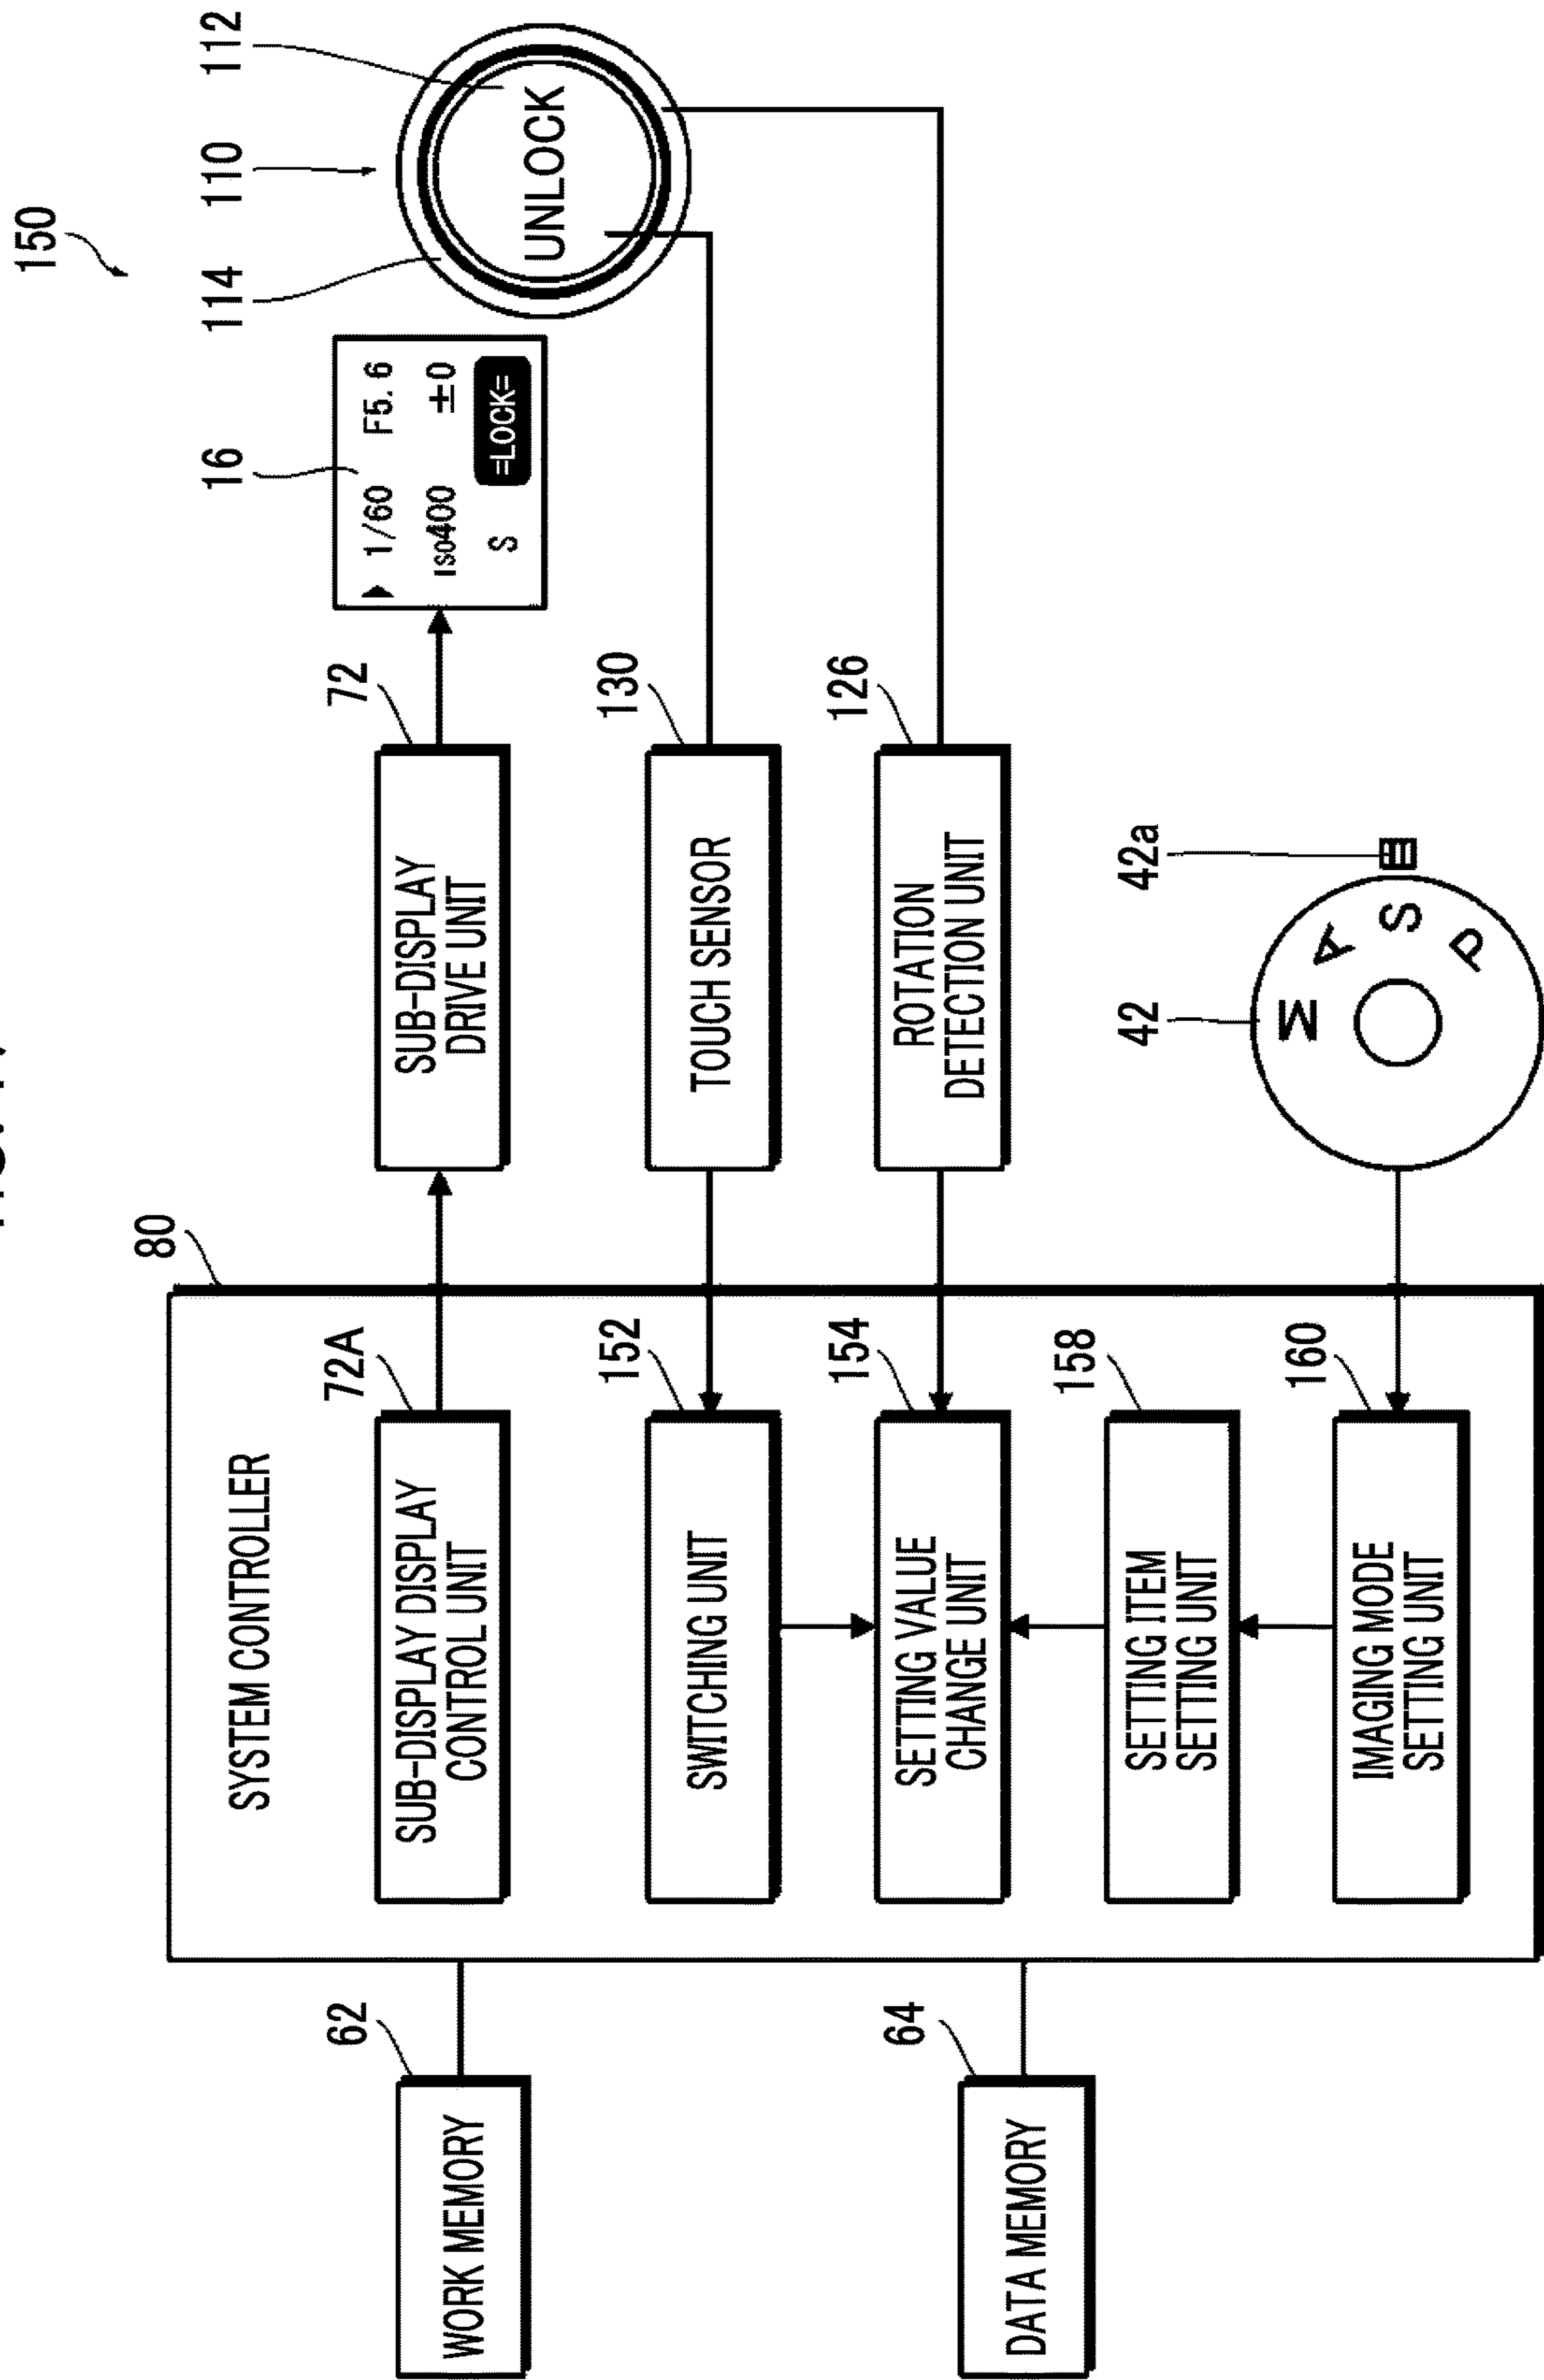 150
80
16
114
110
112
SYSTEM CONTROLLER
62
WORK MEMORY
72A
SUB-DISPLAY DISPLAY
CONTROL UNIT
72
SUB-DISPLAY
DRIVE UNIT
1/60 F5.6
ISO400 ±0
S =LOCK=
UNLOCK
152
SWITCHING UNIT
130
TOUCH SENSOR
154
SETTING VALUE
CHANGE UNIT
126
ROTATION
DETECTION UNIT
64
DATA MEMORY
158
SETTING ITEM
SETTING UNIT
160
IMAGING MODE
SETTING UNIT
42
42a
M
A
S
P